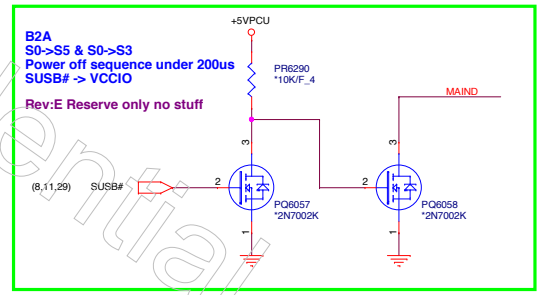 +5VPCU
B2A
S0->S5 & S0->S3
Power off sequence under 200us
SUSB# -> VCCIO
Rev:E Reserve only no stuff
PR6290
*10K/F_4
MAIND
3
3
(8,11,29) SUSB#
2
2
PQ6057
*2N7002K
PQ6058
*2N7002K
1
1